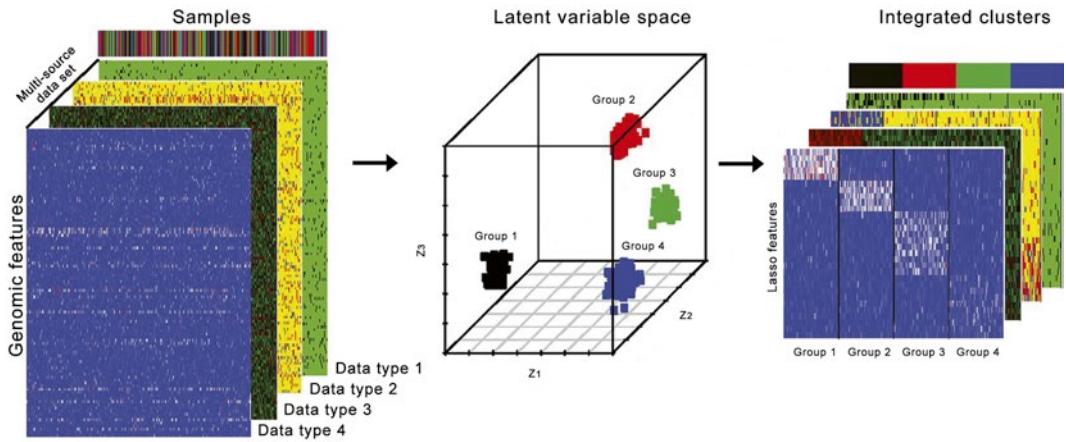 Samples
Multi-source
data set
Genomic features
Data type 1
Data type 2
Data type 3
Data type 4
Latent variable space
Group 2
Group 3
Group 1
Group 4
Z3
Z2
Z1
Integrated clusters
Lasso features
Group 1
Group 2
Group 3
Group 4